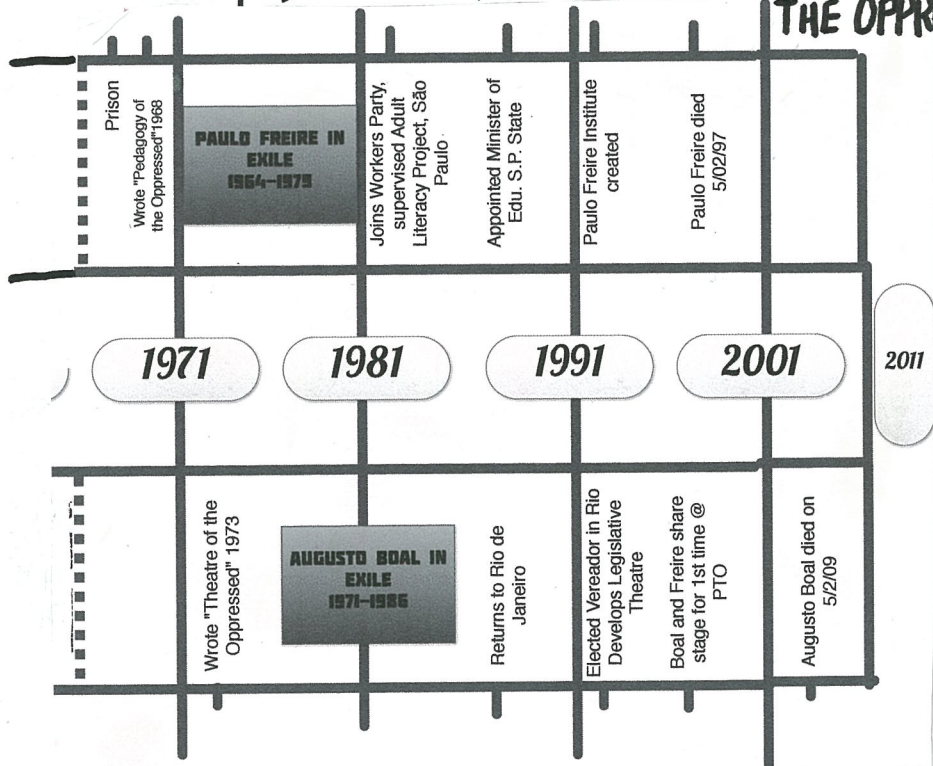 THE OPPR
Prison
Wrote "Pedagogy of
the Oppressed"1968
PAULO FREIRE IN
EXILE
1964–1979
Joins Workers Party,
supervised Adult
Literacy Project, São
Paulo
Appointed Minister of
Edu. S.P. State
Paulo Freire Institute
created
Paulo Freire died
5/02/97
1971
1981
1991
2001
2011
Wrote "Theatre of the
Oppressed" 1973
AUGUSTO BOAL IN
EXILE
1971–1986
Returns to Rio de
Janeiro
Elected Vereador in Rio
Develops Legislative
Theatre
Boal and Freire share
stage for 1st time @
PTO
Augusto Boal died on
5/2/09